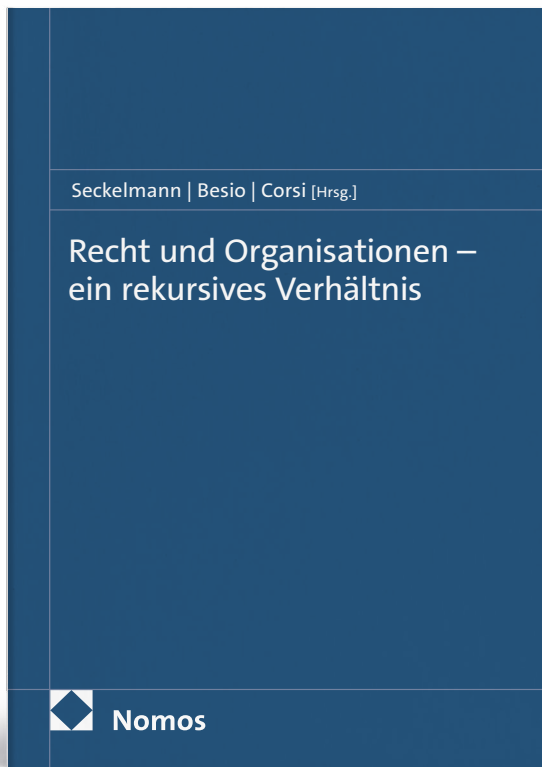 Seckelmann | Besio | Corsi [Hrsg.]
Recht und Organisationen –
ein rekursives Verhältnis
Nomos